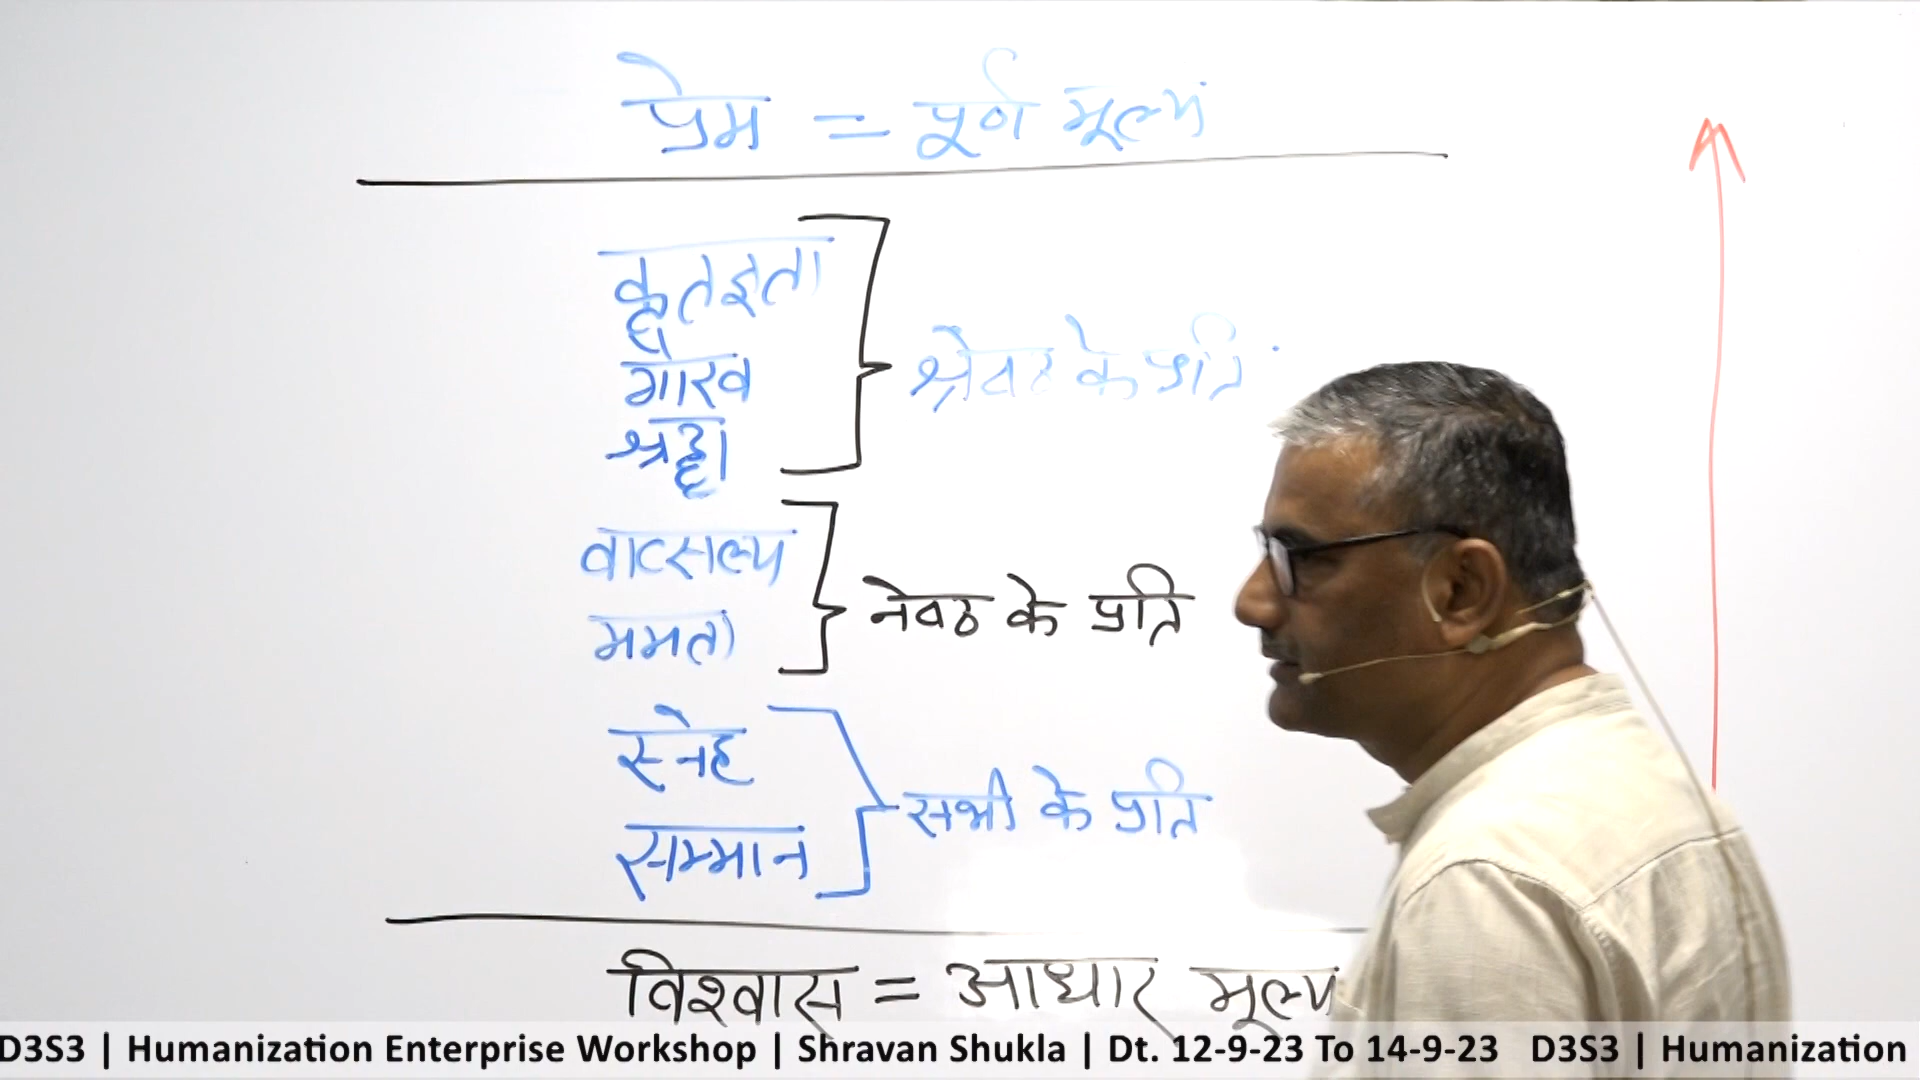 प्रेम = पूर्ण मूल्य
कृतज्ञता
गौरव
श्रद्धा
श्रेष्ठ के प्रति
वात्सल्य
ममता
नेष्ठ के प्रति
स्नेह
सम्मान
सभी के प्रति
विश्वास = आधार मूल्य
D3S3 | Humanization Enterprise Workshop | Shravan Shukla | Dt. 12-9-23 To 14-9-23 D3S3 | Humanization